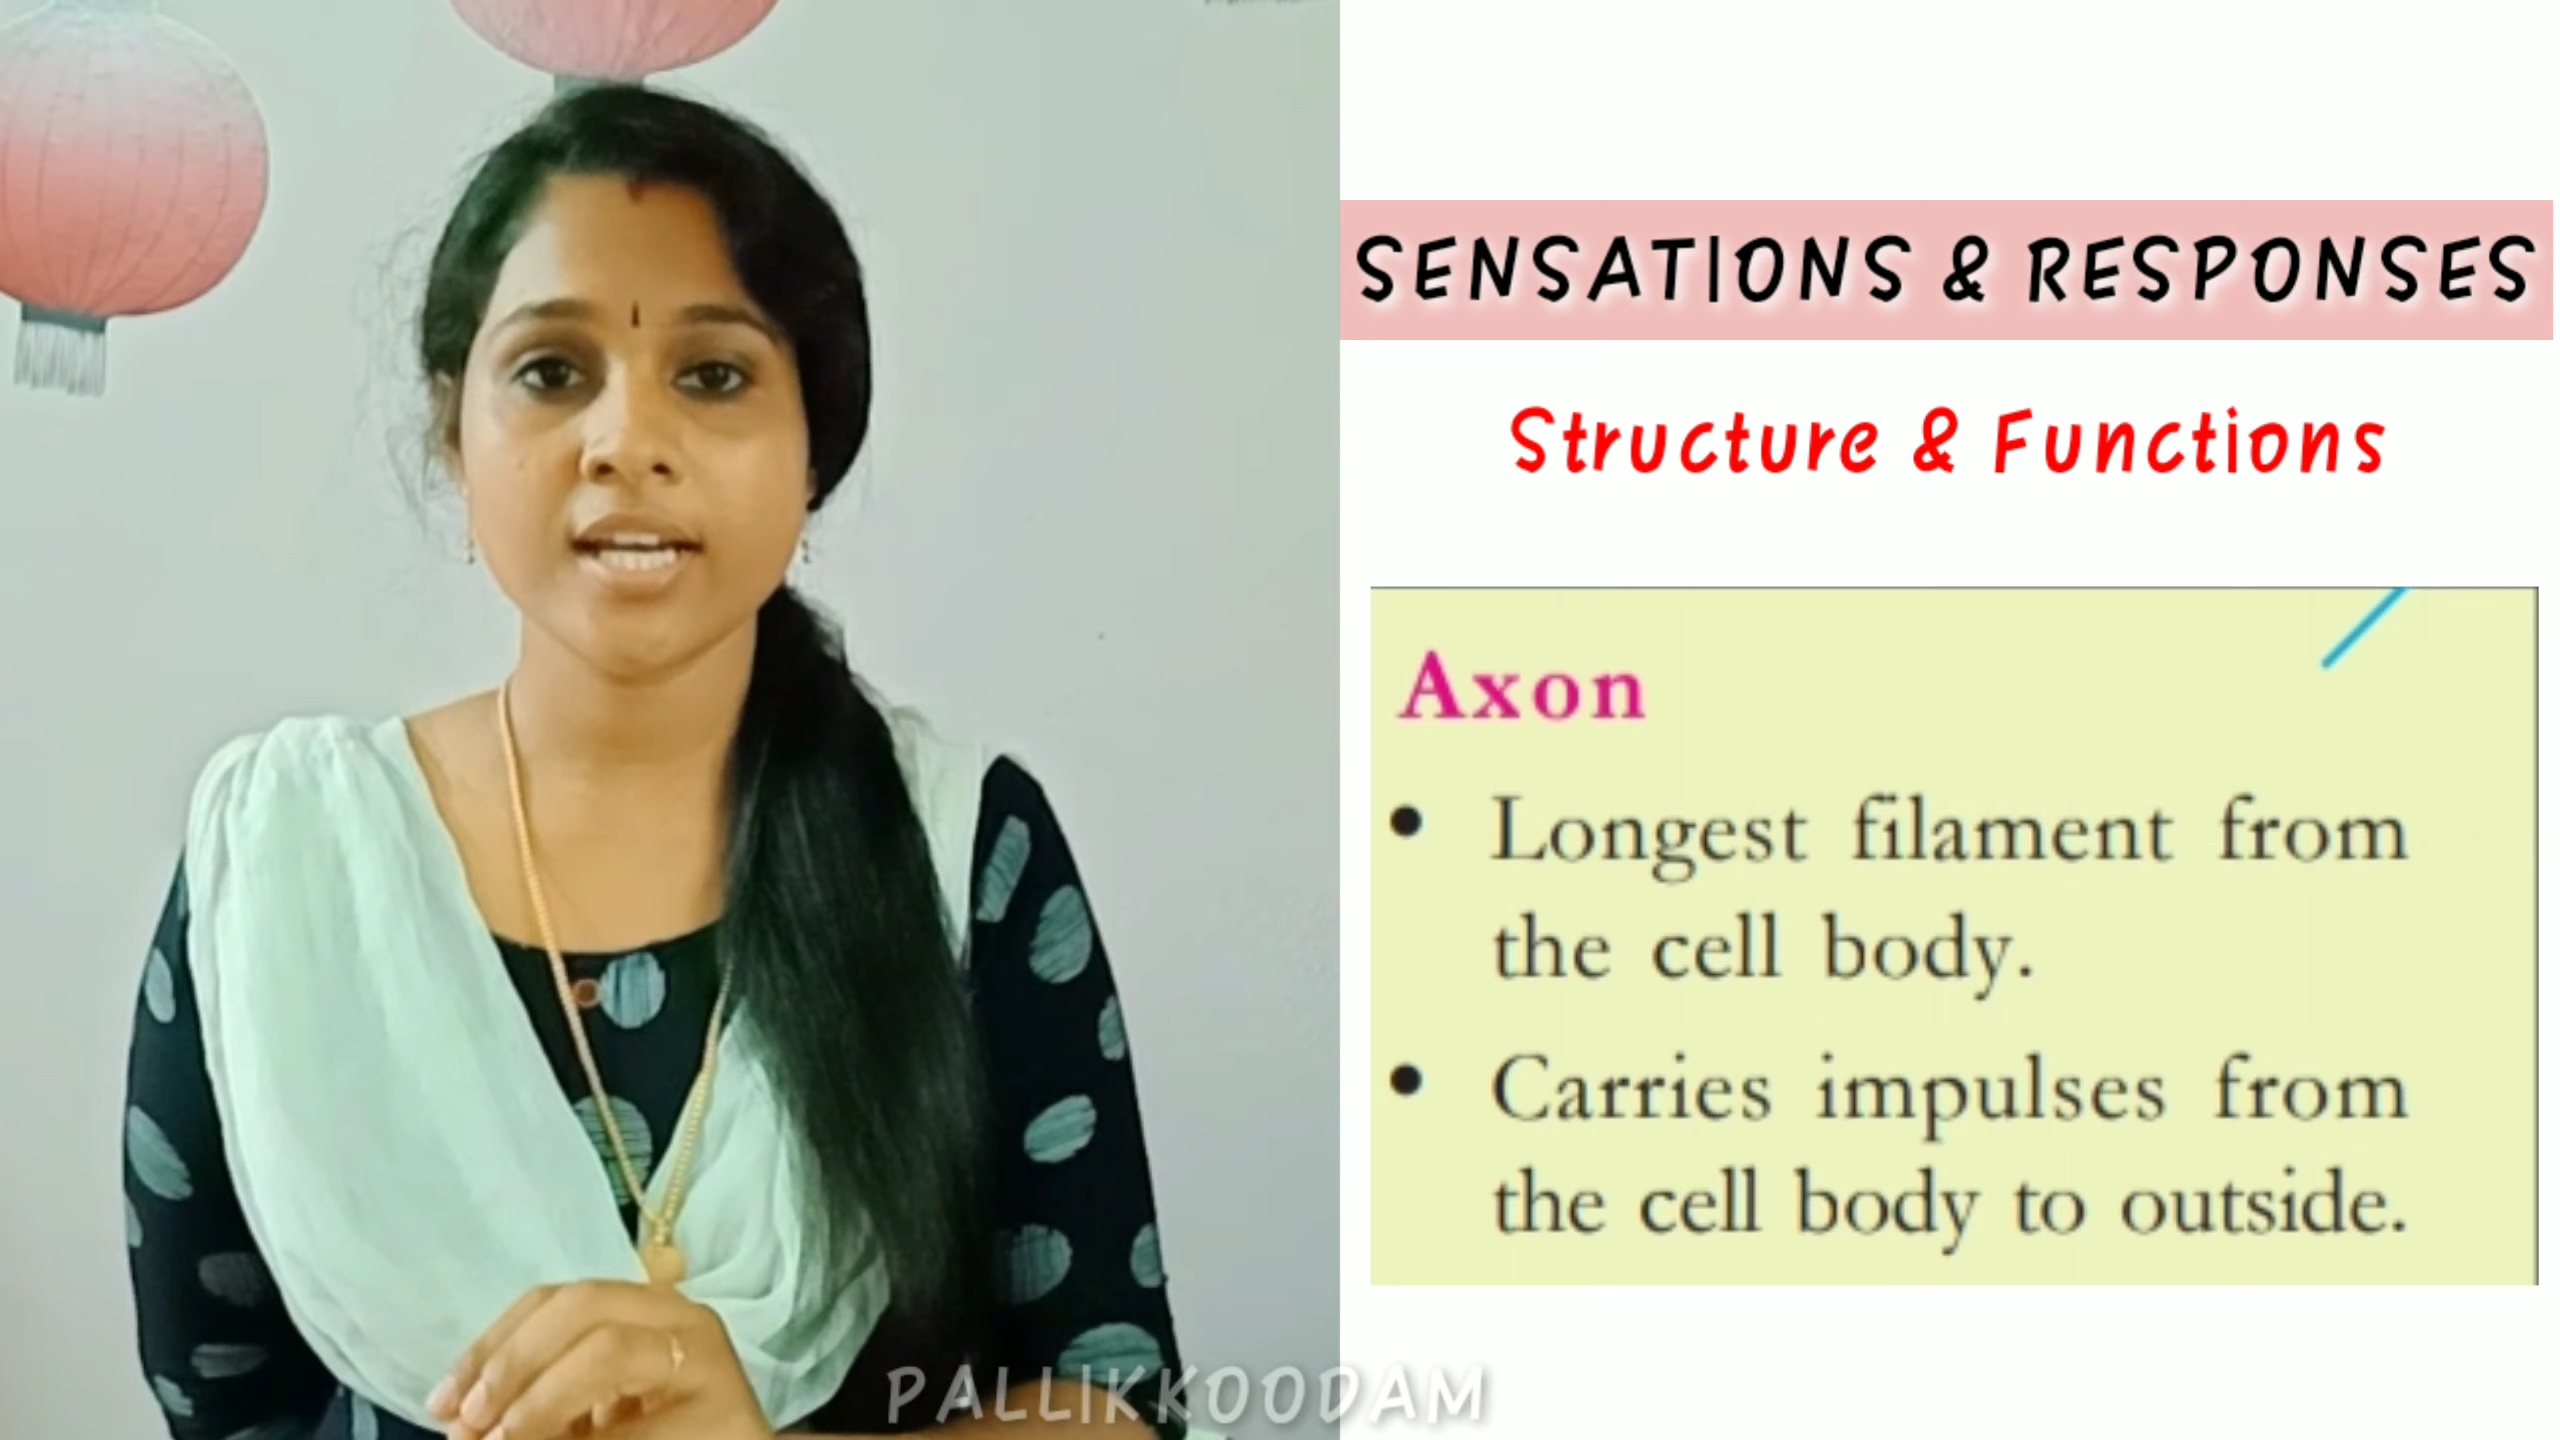 SENSATIONS & RESPONSES
Structure & Functions
Axon
• Longest filament from
the cell body.
• Carries impulses from
the cell body to outside.
PALLIKKOODAM